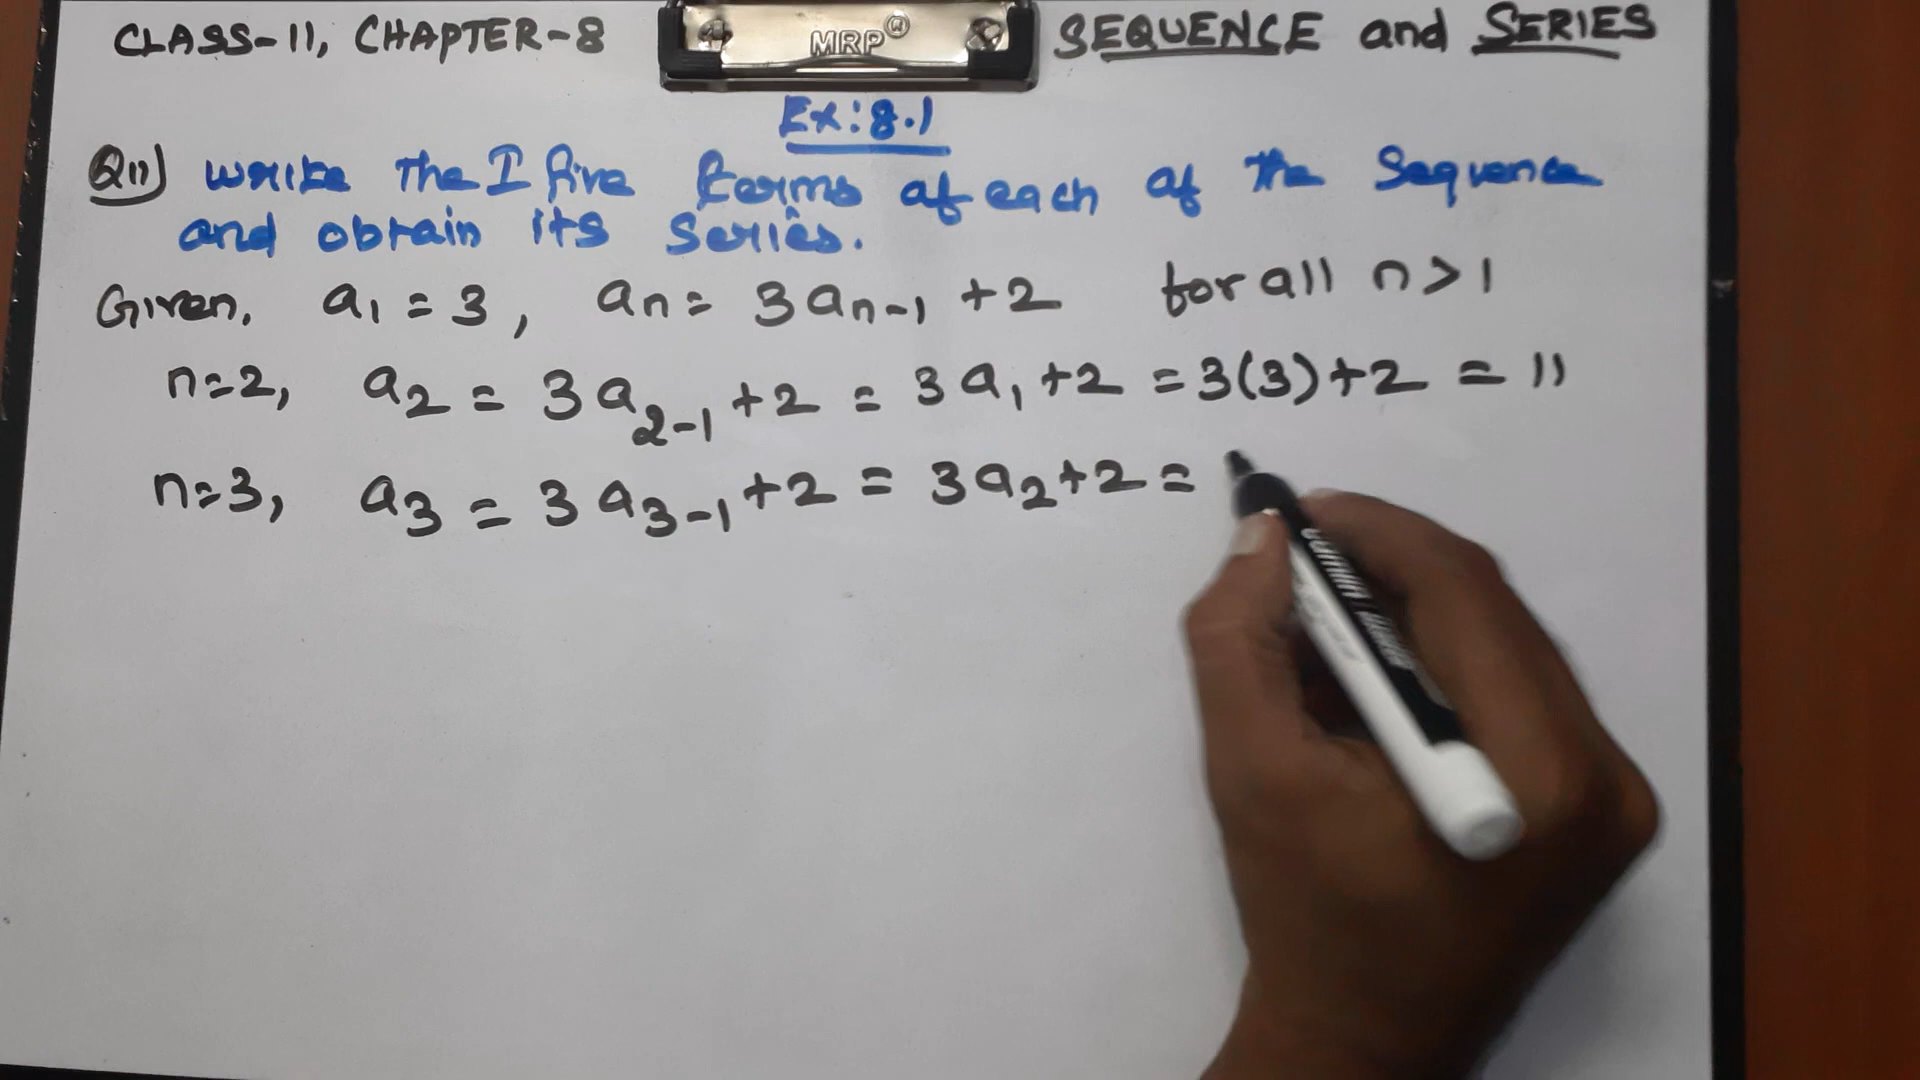 CLASS-11, CHAPTER-8 MRP® SEQUENCE and SERIES
Ex: 8.1
Q11) Write the I five terms of each of the Sequence
and obtain its Series.
Given, a₁ = 3, aₙ = 3aₙ₋₁ + 2 for all n > 1
n=2, a₂ = 3a₂₋₁ + 2 = 3a₁ + 2 = 3(3) + 2 = 11
n=3, a₃ = 3a₃₋₁ + 2 = 3a₂ + 2 =